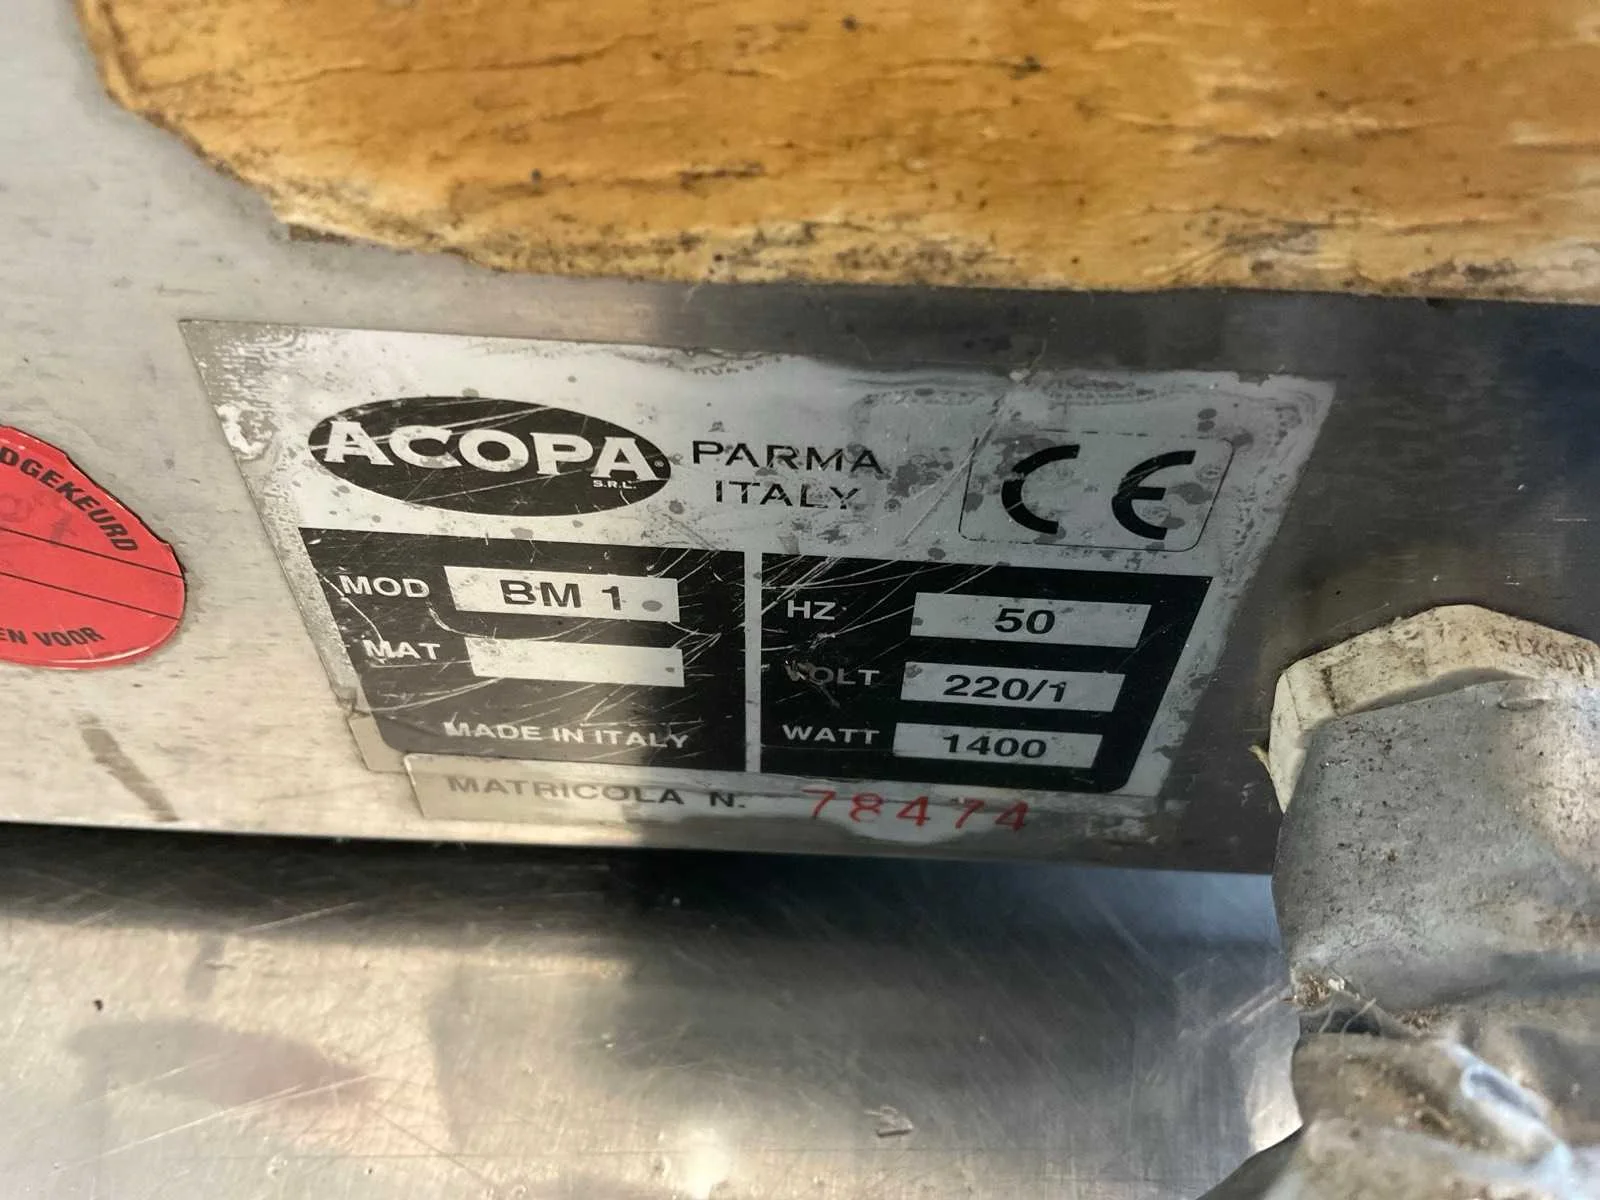 ACOPA
S.R.L.
PARMA
ITALY
CE
MOD BM 1
MAT
MADE IN ITALY
HZ 50
VOLT 220/1
WATT 1400
MATRICOLA N. 78474
DGEKEURD
EN VOOR